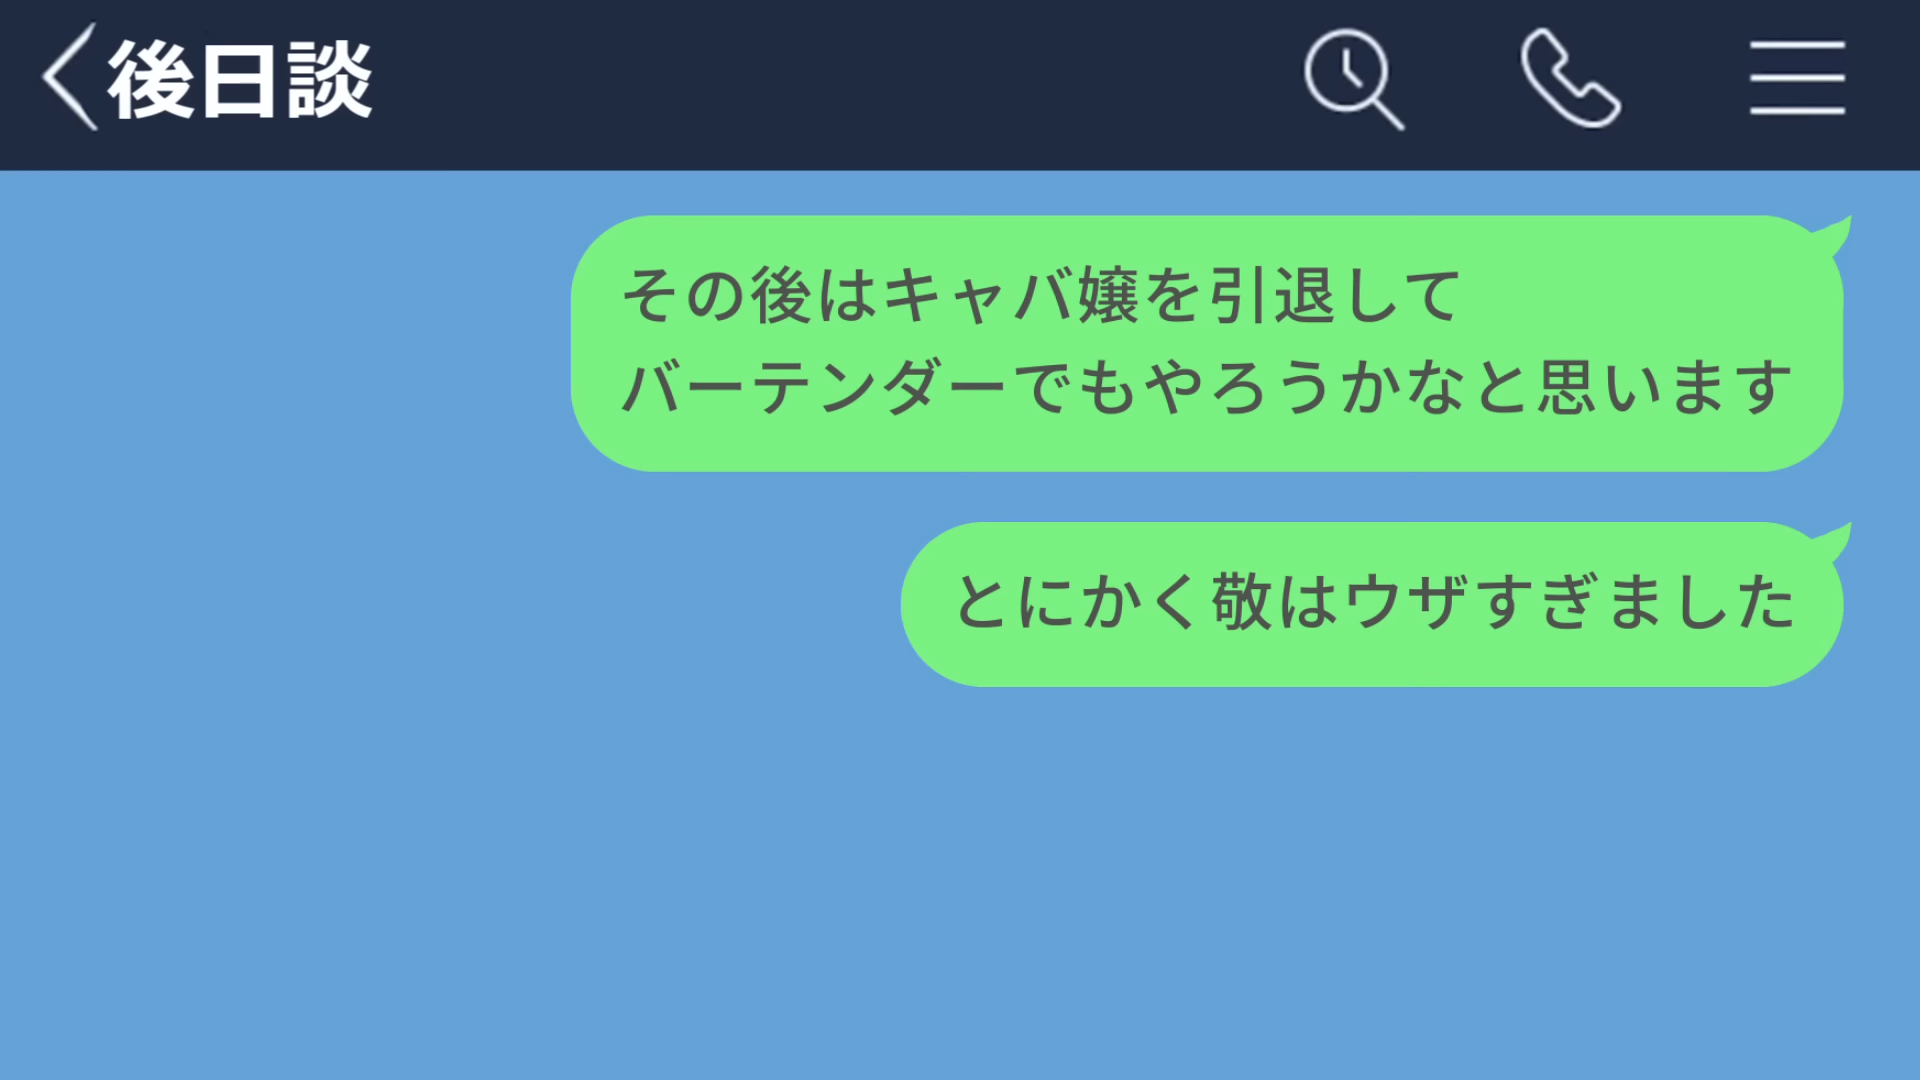 後日談
その後はキャバ嬢を引退して
バーテンダーでもやろうかなと思います
とにかく敬はウザすぎました